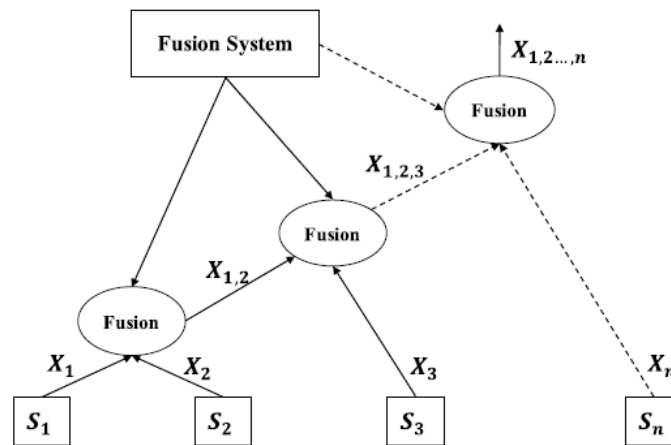 Fusion System
X1,2...,n
Fusion
X1,2,3
Fusion
X1,2
Fusion
X1
X2
X3
Xn
S1
S2
S3
Sn